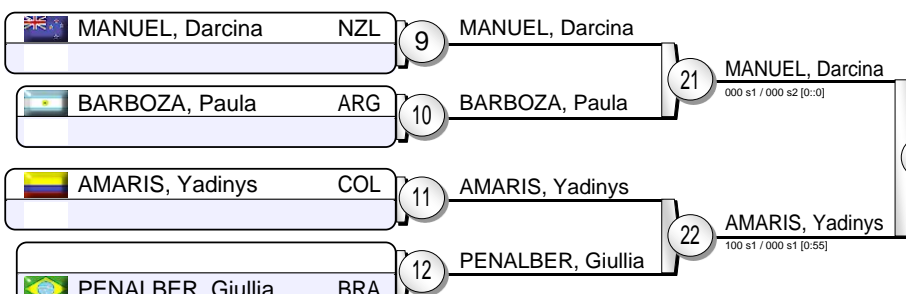 MANUEL, Darcina NZL
9
MANUEL, Darcina
21
MANUEL, Darcina
000 s1 / 000 s2 [0::0]
BARBOZA, Paula ARG
10
BARBOZA, Paula
AMARIS, Yadinys COL
11
AMARIS, Yadinys
22
AMARIS, Yadinys
100 s1 / 000 s1 [0:55]
PENALBER, Giullia BRA
12
PENALBER, Giullia